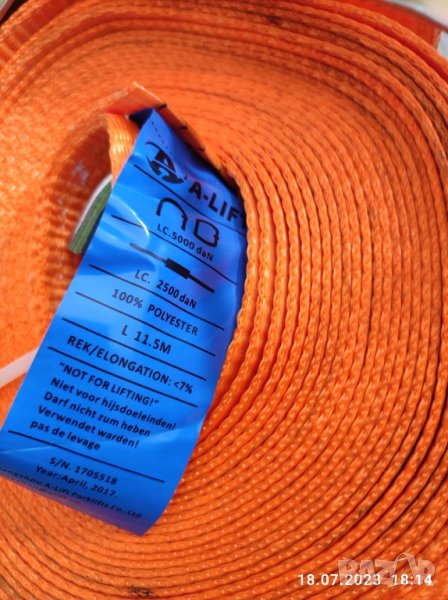 A-LIFT
LC. 5000 daN
LC. 2500 daN
100% POLYESTER
L 11.5M
REK/ELONGATION: <7%
"NOT FOR LIFTING!"
Niet voor hijsdoeleinden!
Darf nicht zum heben
Verwendet warden!
pas de levage
S/N. 1705518
Year: April, 2017.
A-Lift Forklifts Co., Ltd
BAZAR
18.07.2023 18:14